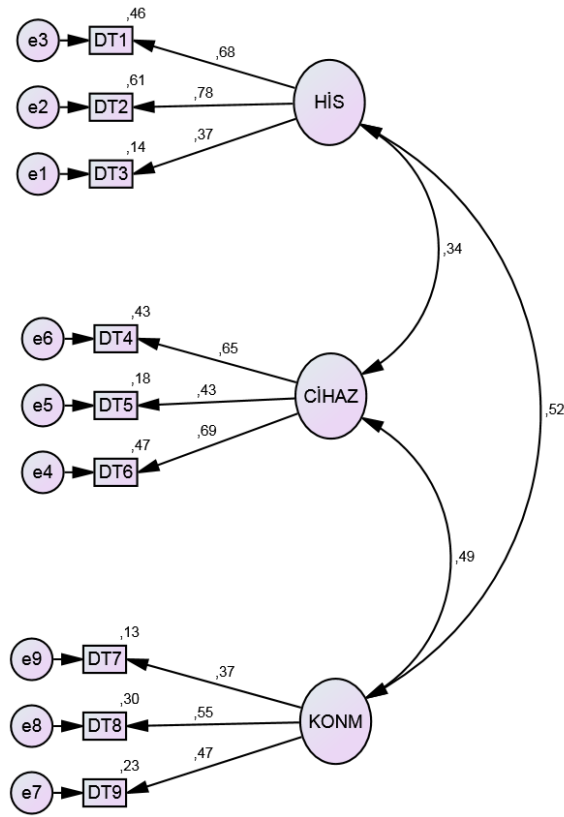 ,46
e3 DT1
,68
,61
e2 DT2
,78
HİS
,14
e1 DT3
,37
,34
,43
e6 DT4
,65
,18
e5 DT5
,43
CİHAZ
,47
e4 DT6
,69
,52
,49
,13
e9 DT7
,37
,30
e8 DT8
,55
KONM
,23
e7 DT9
,47